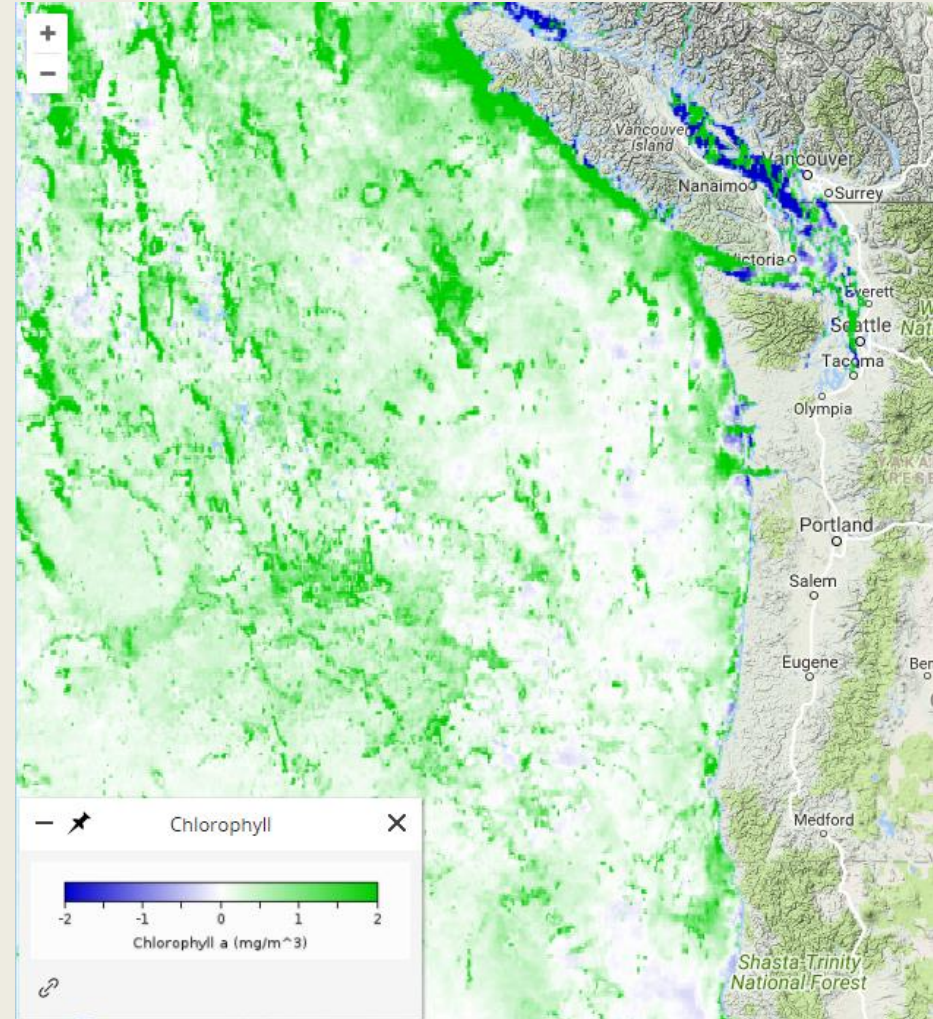 +
−
Vancouver
Island
Vancouver
Nanaimo
Surrey
Victoria
Everett
Seattle
Tacoma
Olympia
Portland
Salem
Eugene
Ber
Medford
Shasta-Trinity
National Forest
Chlorophyll
-2 -1 0 1 2
Chlorophyll a (mg/m^3)